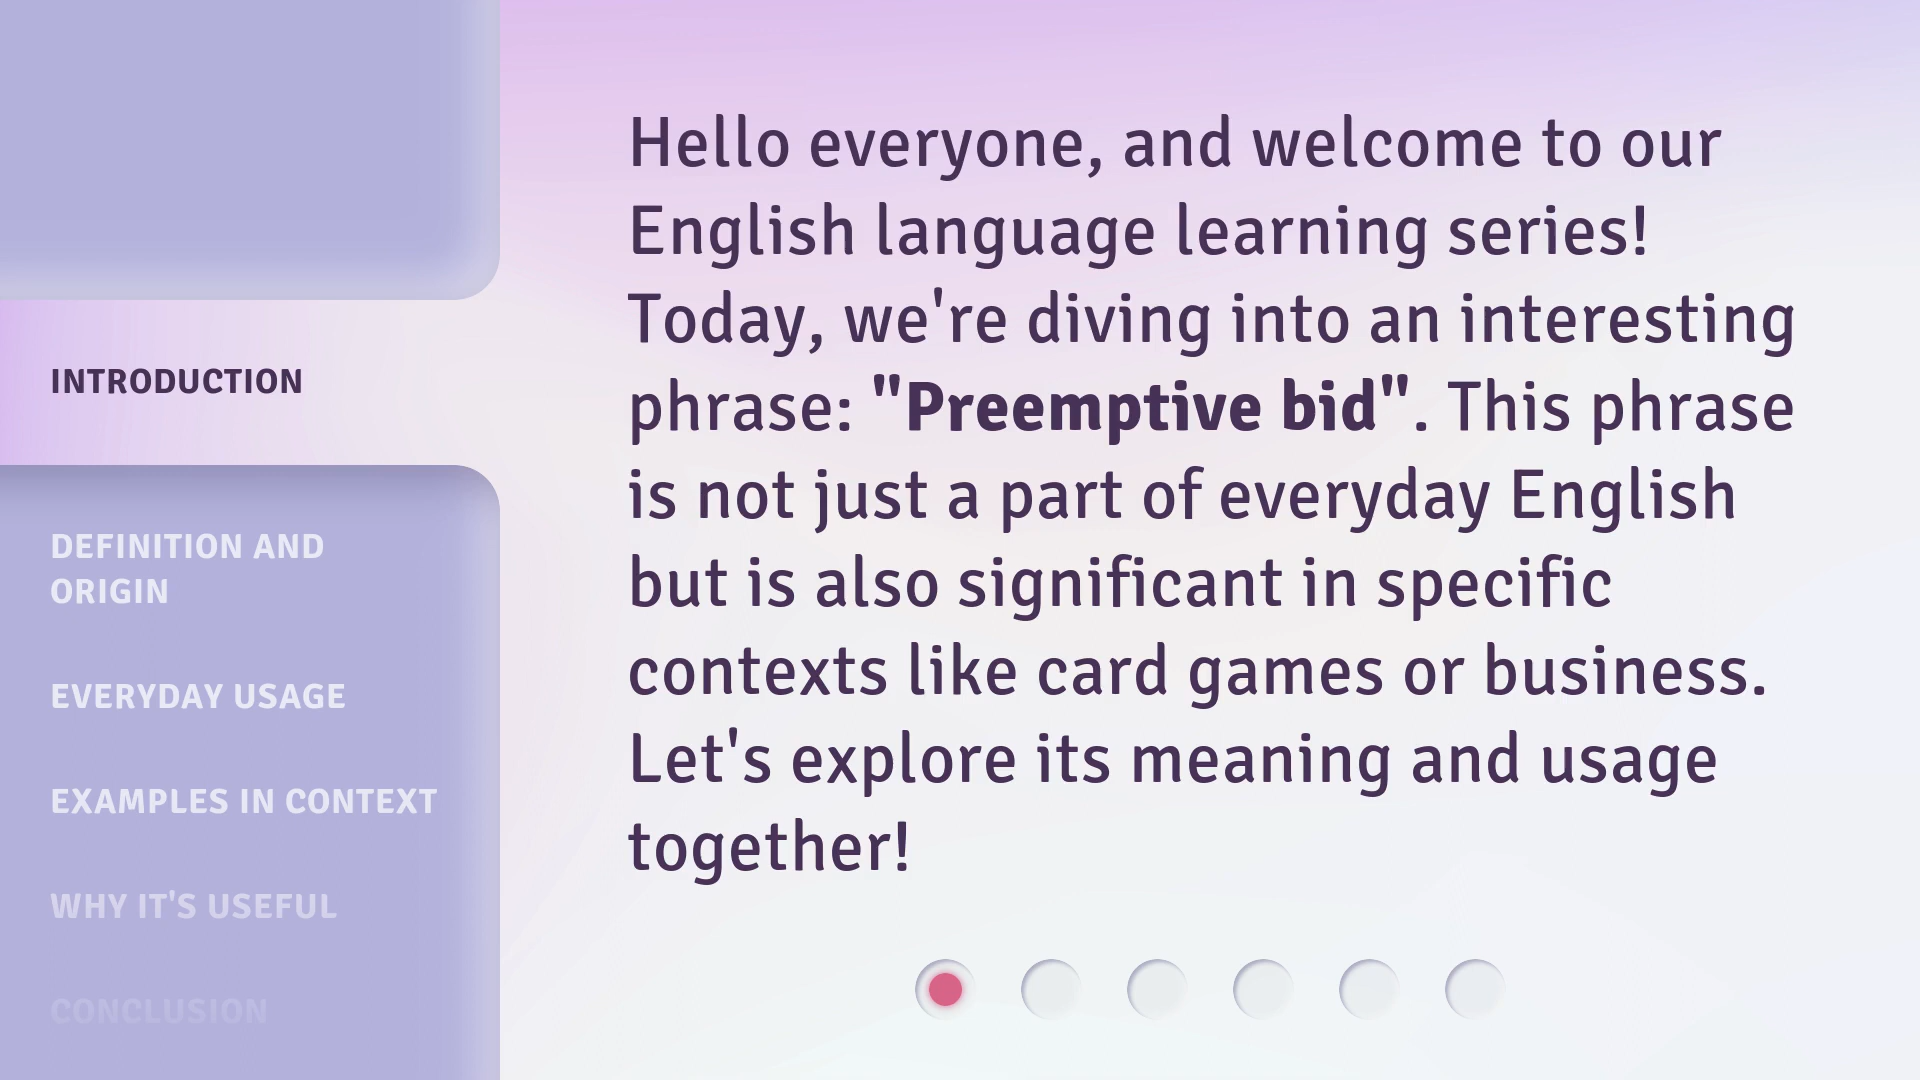 INTRODUCTION
DEFINITION AND
ORIGIN
EVERYDAY USAGE
EXAMPLES IN CONTEXT
WHY IT'S USEFUL
CONCLUSION
Hello everyone, and welcome to our
English language learning series!
Today, we're diving into an interesting
phrase: "Preemptive bid". This phrase
is not just a part of everyday English
but is also significant in specific
contexts like card games or business.
Let's explore its meaning and usage
together!